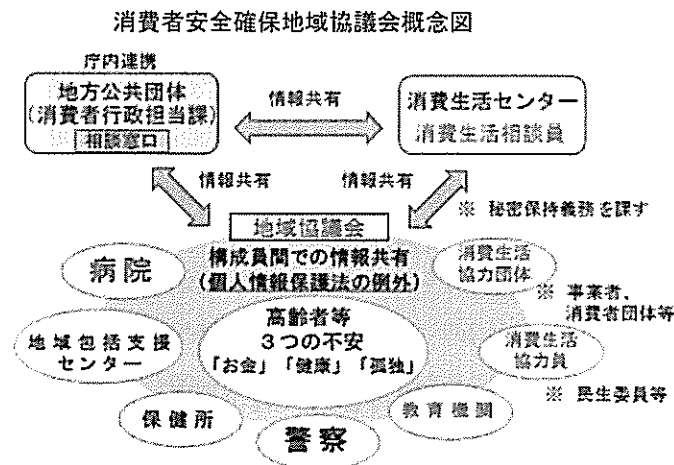 消費者安全確保地域協議会概念図
庁内連携
地方公共団体
(消費者行政担当課)
相談窓口
情報共有
消費生活センター
消費生活相談員
情報共有
情報共有
※ 秘密保持義務を課す
地域協議会
構成員間での情報共有
(個人情報保護法の例外)
病院
消費生活
協力団体
※ 事業者、
消費者団体等
高齢者等
3つの不安
「お金」「健康」「孤独」
地域包括支援
センター
消費生活
協力員
※ 民生委員等
保健所
教育機関
警察